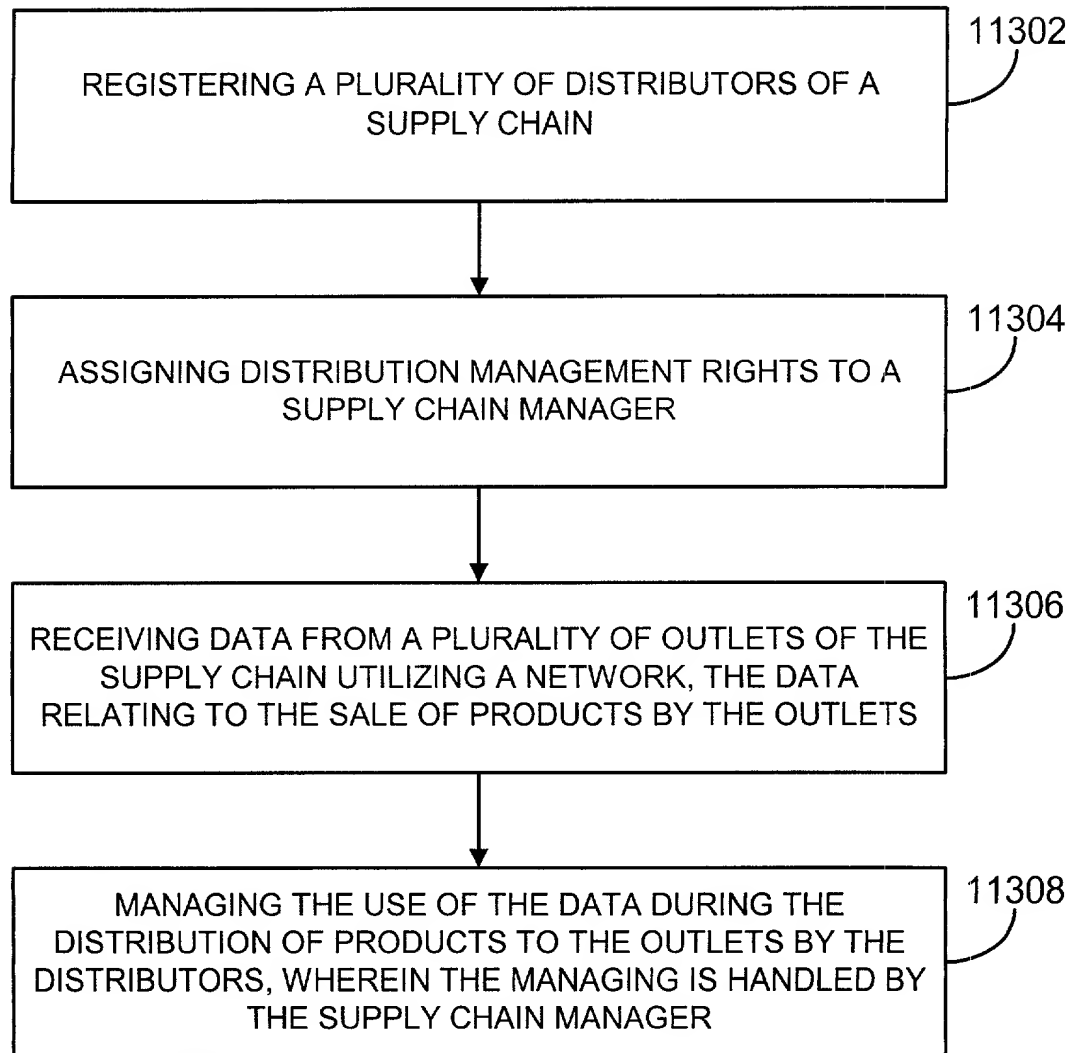 11302
REGISTERING A PLURALITY OF DISTRIBUTORS OF A
SUPPLY CHAIN
11304
ASSIGNING DISTRIBUTION MANAGEMENT RIGHTS TO A
SUPPLY CHAIN MANAGER
11306
RECEIVING DATA FROM A PLURALITY OF OUTLETS OF THE
SUPPLY CHAIN UTILIZING A NETWORK, THE DATA
RELATING TO THE SALE OF PRODUCTS BY THE OUTLETS
11308
MANAGING THE USE OF THE DATA DURING THE
DISTRIBUTION OF PRODUCTS TO THE OUTLETS BY THE
DISTRIBUTORS, WHEREIN THE MANAGING IS HANDLED BY
THE SUPPLY CHAIN MANAGER